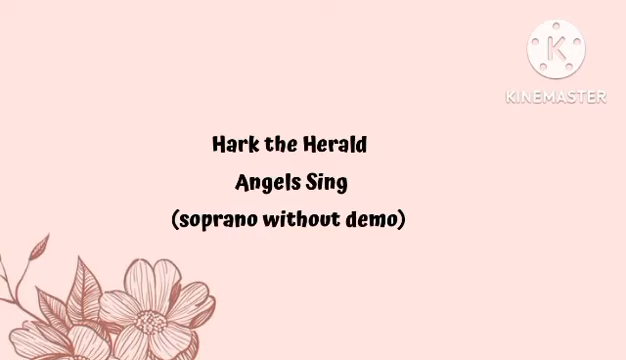 KINEMASTER
Hark the Herald
Angels Sing
(soprano without demo)